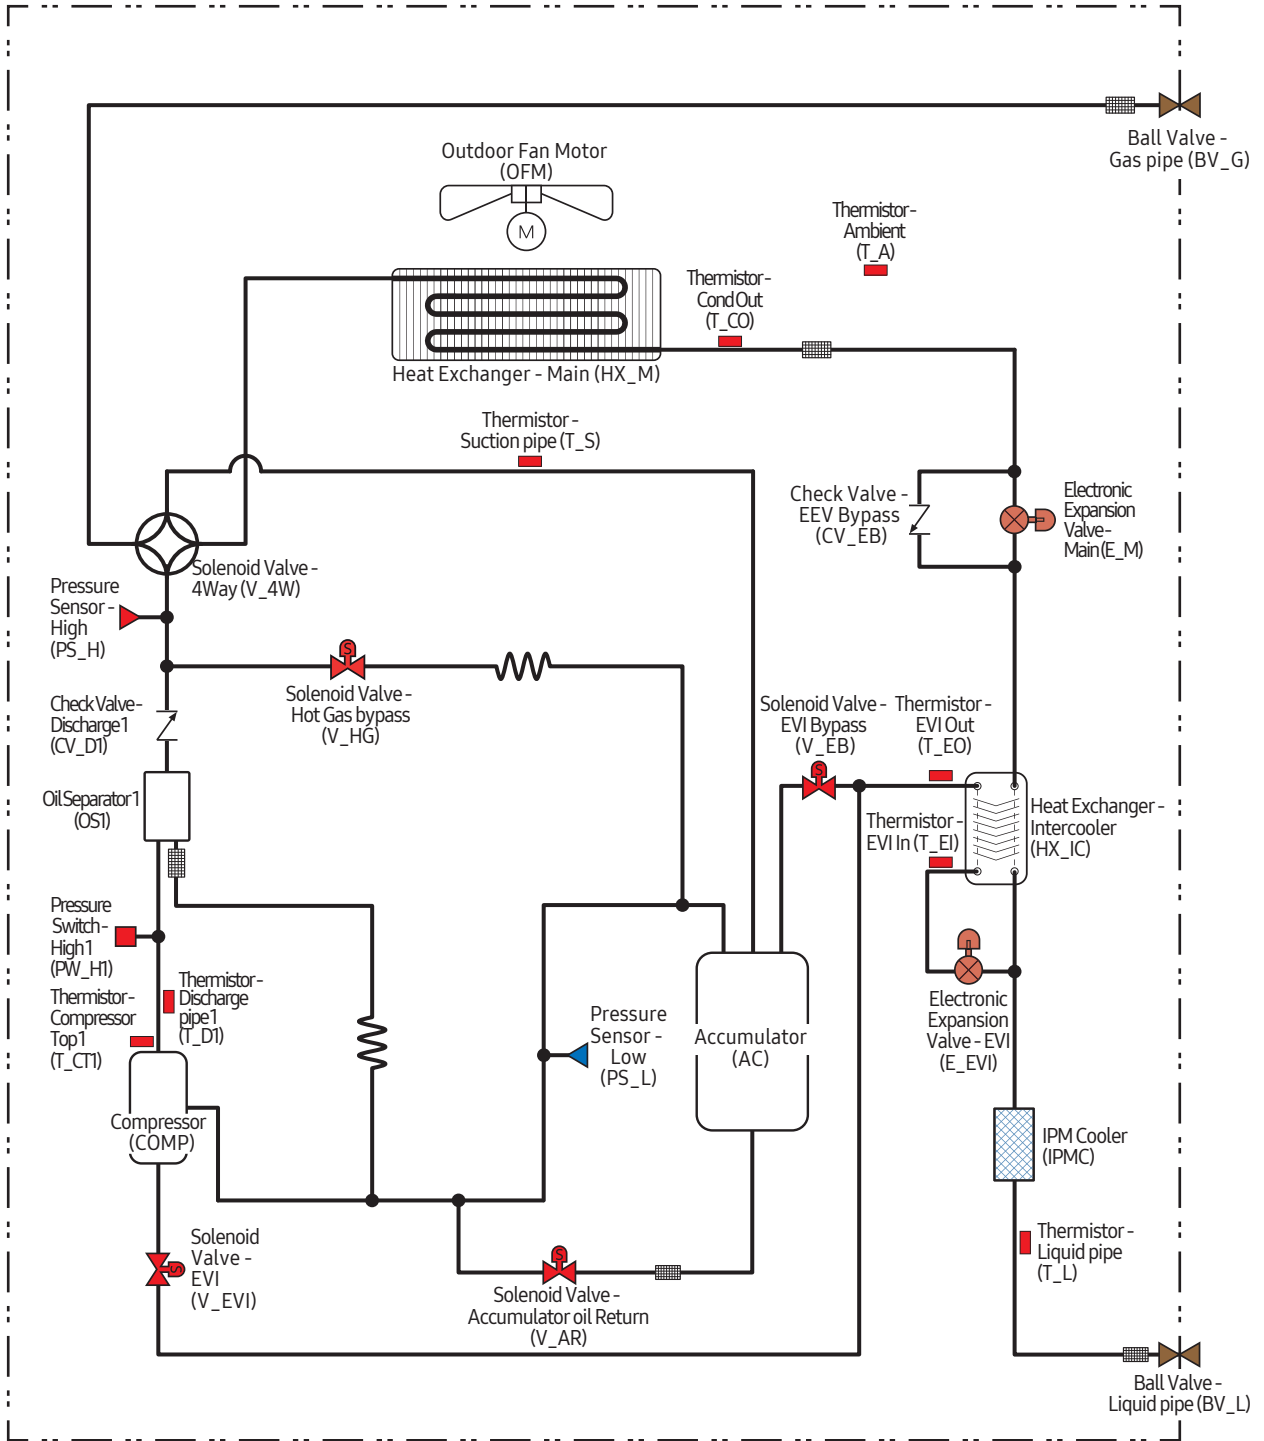 Ball Valve -
Gas pipe (BV_G)
Outdoor Fan Motor
(OFM)
M
Thermistor -
Ambient
(T_A)
Thermistor -
Cond Out
(T_CO)
Heat Exchanger - Main (HX_M)
Thermistor -
Suction pipe (T_S)
Check Valve -
EEV Bypass
(CV_EB)
Electronic
Expansion
Valve -
Main (E_M)
Solenoid Valve -
4Way (V_4W)
Pressure
Sensor -
High
(PS_H)
S
Solenoid Valve -
Hot Gas bypass
(V_HG)
Check Valve -
Discharge1
(CV_D1)
Solenoid Valve -
EVI Bypass
(V_EB)
S
Thermistor -
EVI Out
(T_EO)
Oil Separator1
(OS1)
Thermistor -
EVI In (T_EI)
Heat Exchanger -
Intercooler
(HX_IC)
Pressure
Switch -
High1
(PW_H1)
Thermistor -
Discharge
pipe1
(T_D1)
Thermistor -
Compressor
Top1
(T_CT1)
Pressure
Sensor -
Low
(PS_L)
Accumulator
(AC)
Electronic
Expansion
Valve - EVI
(E_EVI)
Compressor
(COMP)
IPM Cooler
(IPMC)
Solenoid
Valve -
EVI
(V_EVI)
S
S
Solenoid Valve -
Accumulator oil Return
(V_AR)
Thermistor -
Liquid pipe
(T_L)
Ball Valve -
Liquid pipe (BV_L)